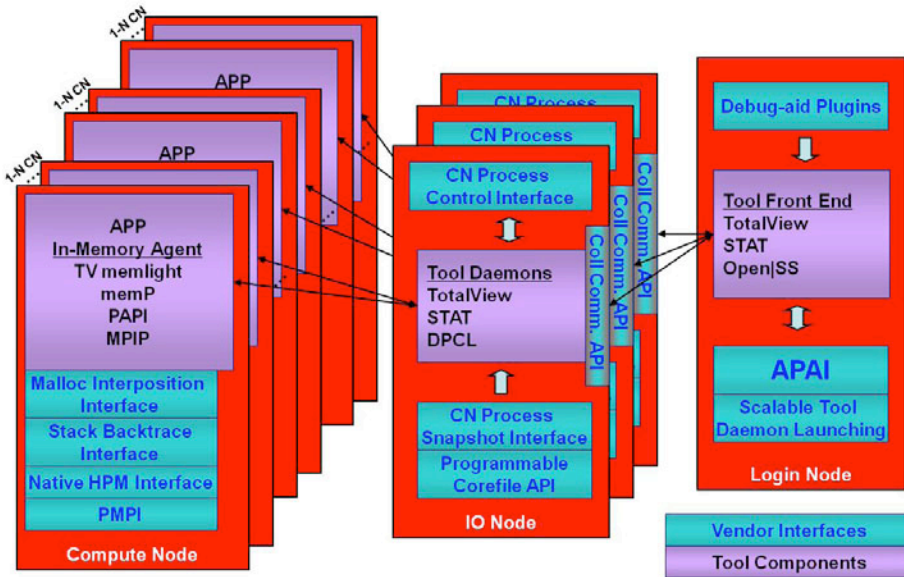 1-N CN
APP
1-N CN
APP
1-N CN
APP
In-Memory Agent
TV memlight
memP
PAPI
MPIP
Malloc Interposition
Interface
Stack Backtrace
Interface
Native HPM Interface
PMPI
Compute Node
CN Process
CN Process
CN Process
Control Interface
Tool Daemons
TotalView
STAT
DPCL
Coll Comm. API
Coll Comm. API
Coll Comm. API
CN Process
Snapshot Interface
Programmable
Corefile API
IO Node
Debug-aid Plugins
Tool Front End
TotalView
STAT
Open|SS
APAI
Scalable Tool
Daemon Launching
Login Node
Vendor Interfaces
Tool Components